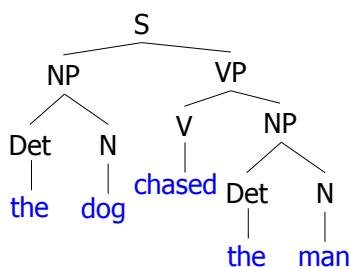 S
NP VP
Det N V NP
the dog chased Det N
the man